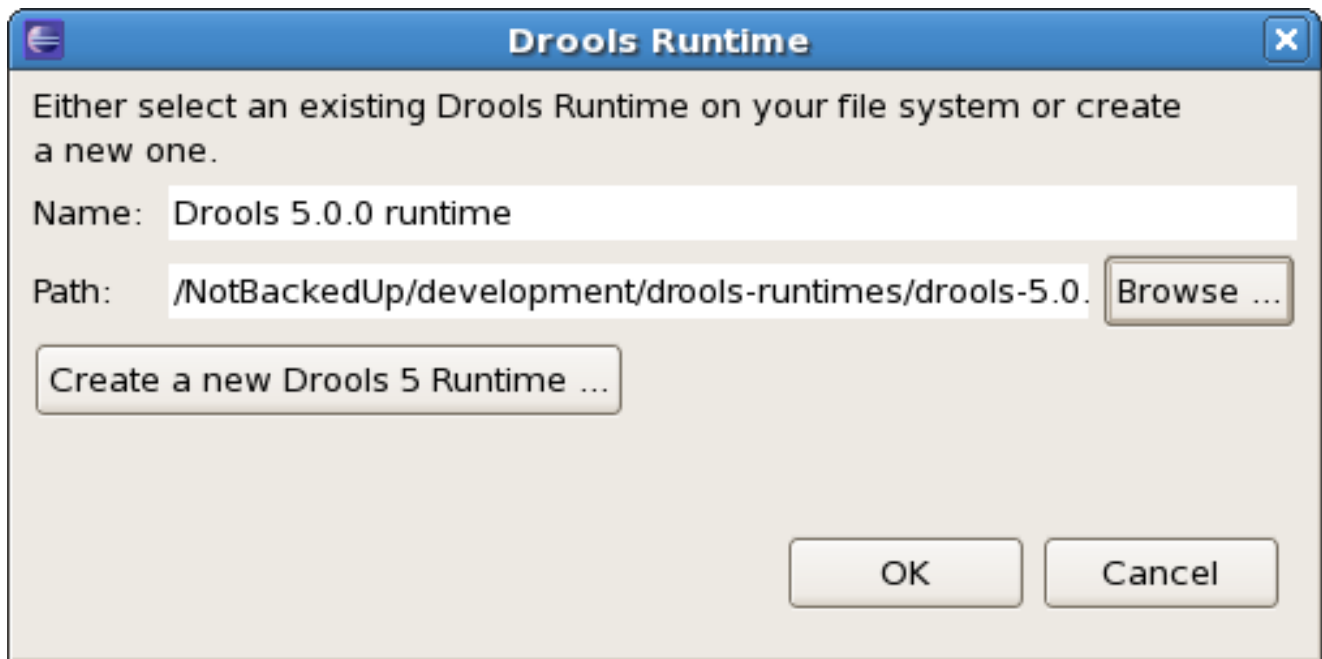 Drools Runtime
Either select an existing Drools Runtime on your file system or create
a new one.
Name: Drools 5.0.0 runtime
Path: /NotBackedUp/development/drools-runtimes/drools-5.0. Browse ...
Create a new Drools 5 Runtime ...
OK Cancel